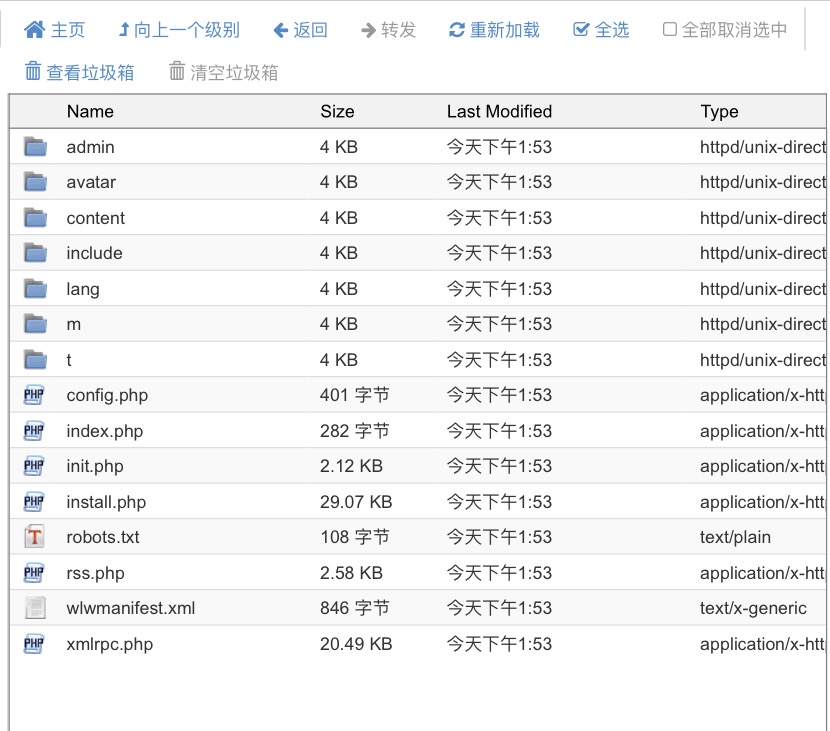 主页 向上一个级别 返回 转发 重新加载 全选 全部取消选中
查看垃圾箱 清空垃圾箱
Name Size Last Modified Type
admin 4 KB 今天下午1:53 httpd/unix-direct
avatar 4 KB 今天下午1:53 httpd/unix-direct
content 4 KB 今天下午1:53 httpd/unix-direct
include 4 KB 今天下午1:53 httpd/unix-direct
lang 4 KB 今天下午1:53 httpd/unix-direct
m 4 KB 今天下午1:53 httpd/unix-direct
t 4 KB 今天下午1:53 httpd/unix-direct
PHP config.php 401 字节 今天下午1:53 application/x-htt
PHP index.php 282 字节 今天下午1:53 application/x-htt
PHP init.php 2.12 KB 今天下午1:53 application/x-htt
PHP install.php 29.07 KB 今天下午1:53 application/x-htt
T robots.txt 108 字节 今天下午1:53 text/plain
PHP rss.php 2.58 KB 今天下午1:53 application/x-htt
wlwmanifest.xml 846 字节 今天下午1:53 text/x-generic
PHP xmlrpc.php 20.49 KB 今天下午1:53 application/x-htt